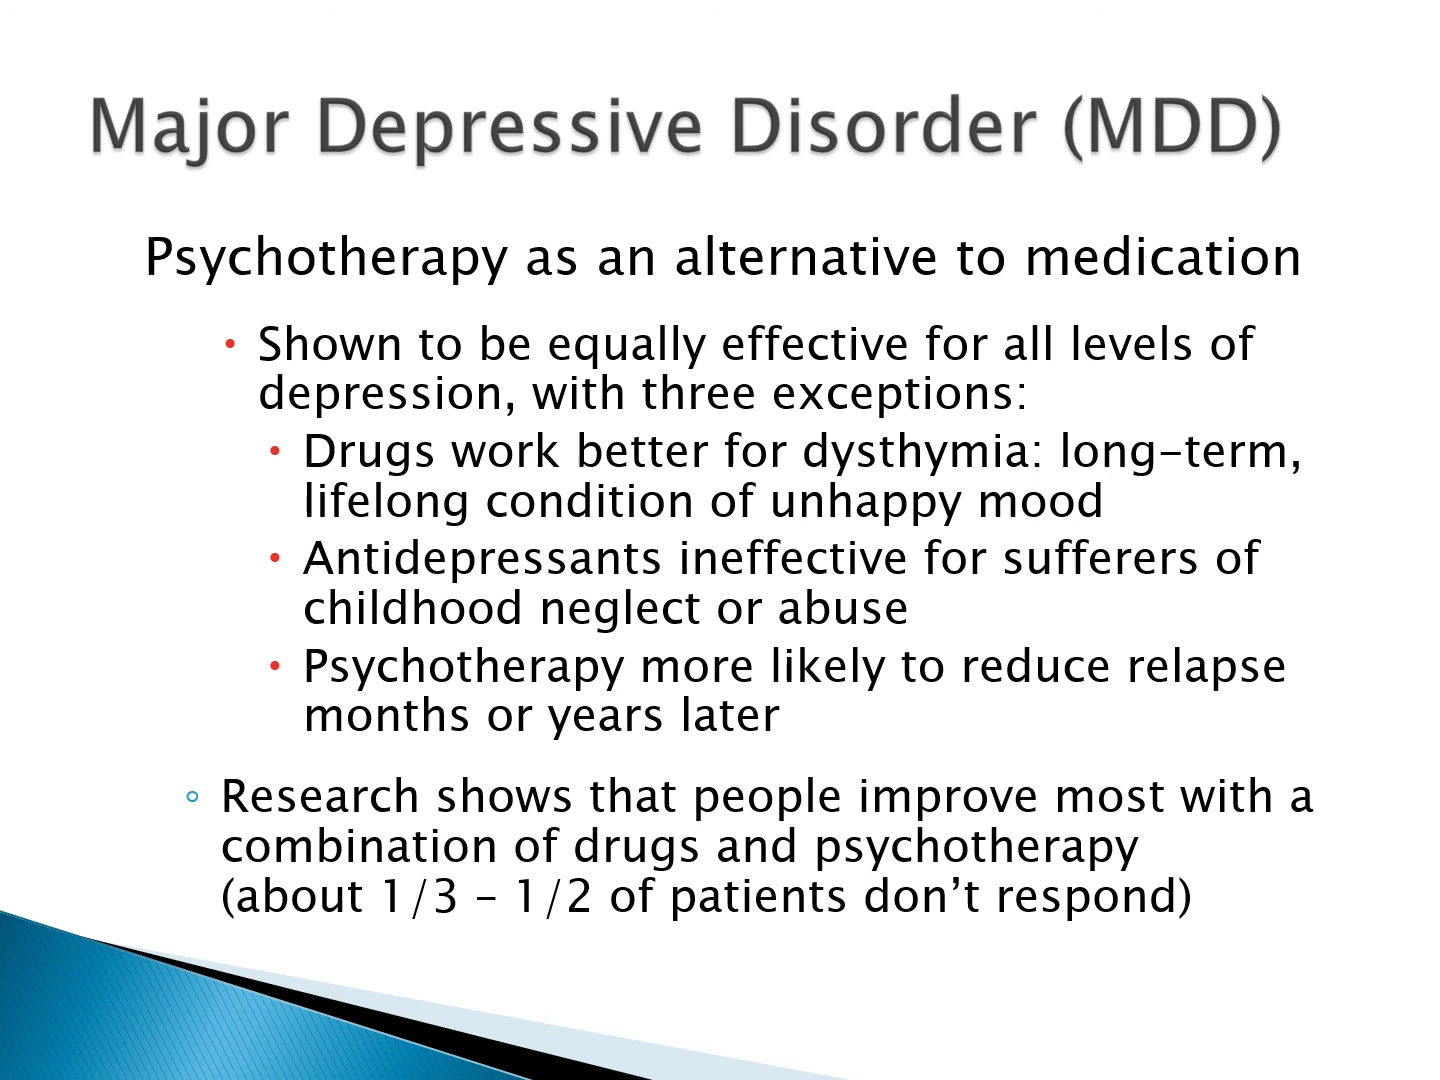 Major Depressive Disorder (MDD)
Psychotherapy as an alternative to medication
• Shown to be equally effective for all levels of
depression, with three exceptions:
• Drugs work better for dysthymia: long-term,
lifelong condition of unhappy mood
• Antidepressants ineffective for sufferers of
childhood neglect or abuse
• Psychotherapy more likely to reduce relapse
months or years later
◦ Research shows that people improve most with a
combination of drugs and psychotherapy
(about 1/3 – 1/2 of patients don’t respond)